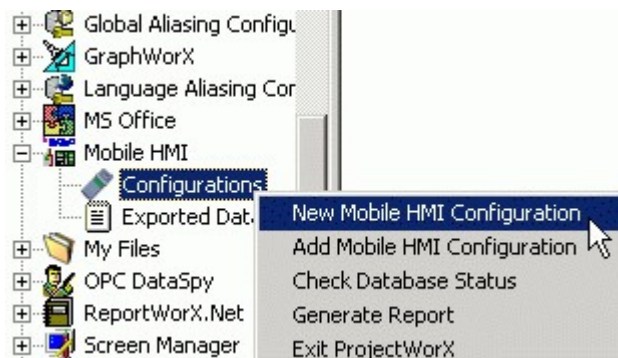 Global Aliasing Configu
GraphWorX
Language Aliasing Cor
MS Office
Mobile HMI
Configurations
Exported Dat
My Files
OPC DataSpy
ReportWorX.Net
Screen Manager
New Mobile HMI Configuration
Add Mobile HMI Configuration
Check Database Status
Generate Report
Exit ProjectWorX